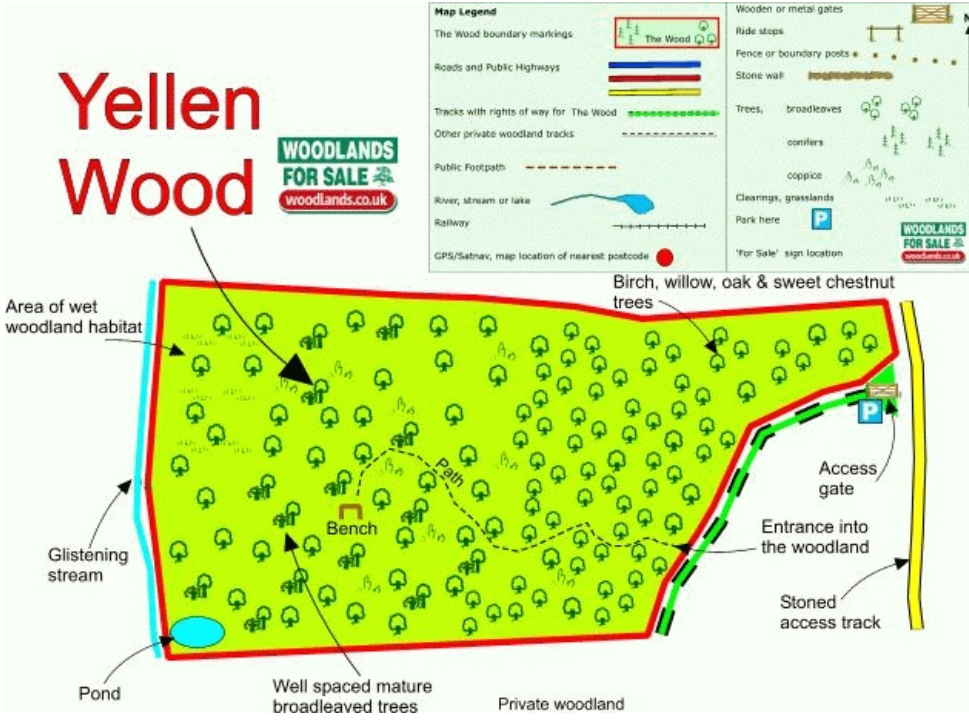 Yellen
Wood
WOODLANDS
FOR SALE
woodlands.co.uk
Map Legend
The Wood boundary markings
The Wood
Roads and Public Highways
Tracks with rights of way for The Wood
Other private woodland tracks
Public Footpath
River, stream or lake
Railway
GPS/Satnav, map location of nearest postcode
Wooden or metal gates
N
Ride stops
Fence or boundary posts
Stone wall
Trees, broadleaves
conifers
coppice
Clearings, grasslands
Park here
P
'For Sale' sign location
WOODLANDS
FOR SALE
woodlands.co.uk
Birch, willow, oak & sweet chestnut
trees
Area of wet
woodland habitat
P
Access
gate
Path
Bench
Entrance into
the woodland
Glistening
stream
Stoned
access track
Pond
Well spaced mature
broadleaved trees
Private woodland